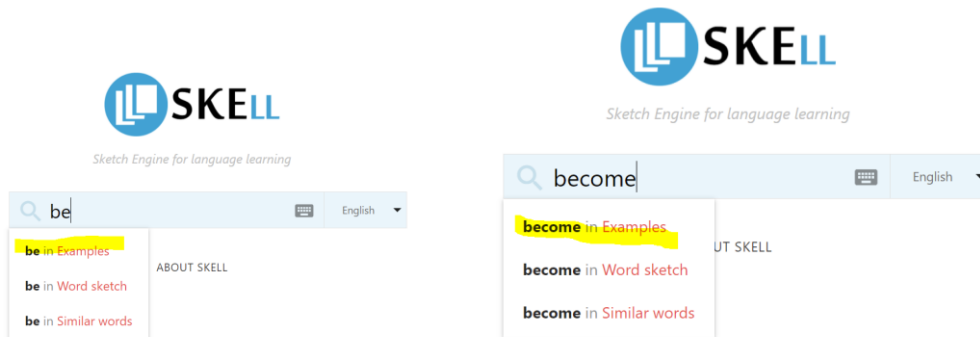 SKELL
Sketch Engine for language learning
be
English
be in Examples
be in Word sketch
be in Similar words
ABOUT SKELL
SKELL
Sketch Engine for language learning
become
English
become in Examples
become in Word sketch
become in Similar words
UT SKELL